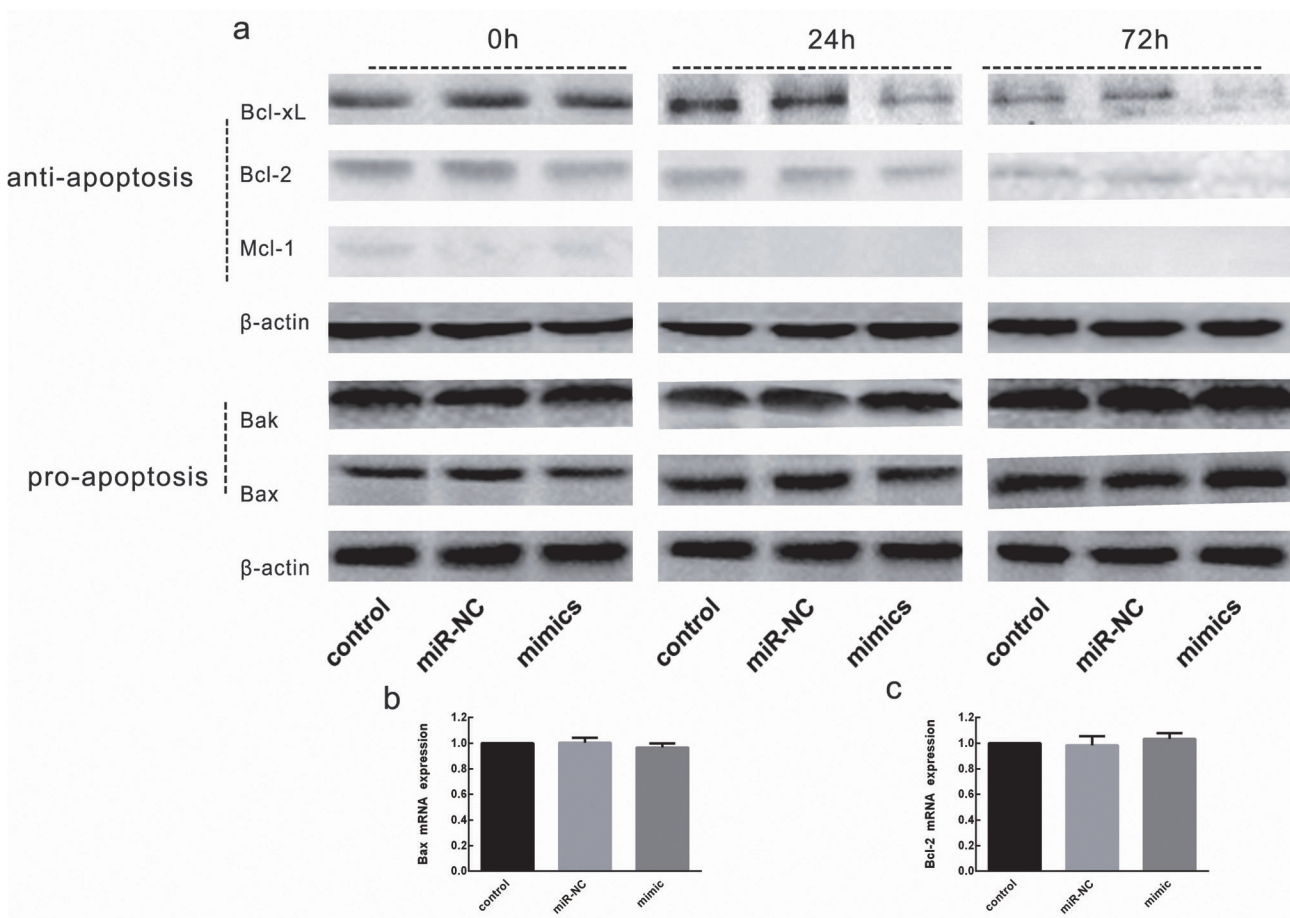 a
0h 24h 72h
Bcl-xL
anti-apoptosis
Bcl-2
Mcl-1
β-actin
Bak
pro-apoptosis
Bax
β-actin
control miR-NC mimics control miR-NC mimics control miR-NC mimics
b
Bax mRNA expression
1.2
1.0
0.8
0.6
0.4
0.2
0.0
control miR-NC mimic
c
Bcl-2 mRNA expression
1.2
1.0
0.8
0.6
0.4
0.2
0.0
control miR-NC mimic